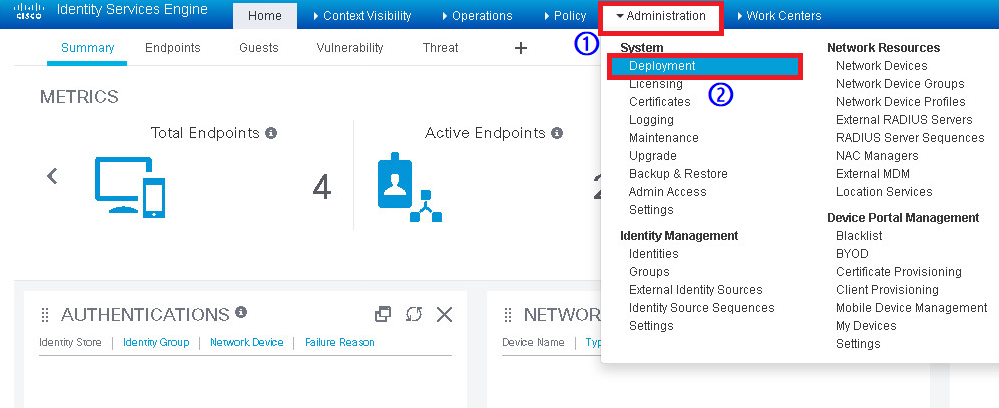 cisco Identity Services Engine
Home Context Visibility Operations Policy Administration Work Centers
Summary Endpoints Guests Vulnerability Threat +
1
System
Deployment
2
Licensing
Certificates
Logging
Maintenance
Upgrade
Backup & Restore
Admin Access
Settings
Identity Management
Identities
Groups
External Identity Sources
Identity Source Sequences
Settings
Network Resources
Network Devices
Network Device Groups
Network Device Profiles
External RADIUS Servers
RADIUS Server Sequences
NAC Managers
External MDM
Location Services
Device Portal Management
Blacklist
BYOD
Certificate Provisioning
Client Provisioning
Mobile Device Management
My Devices
Settings
METRICS
Total Endpoints
4
Active Endpoints
AUTHENTICATIONS
Identity Store Identity Group Network Device Failure Reason
NETWOR
Device Name Typ